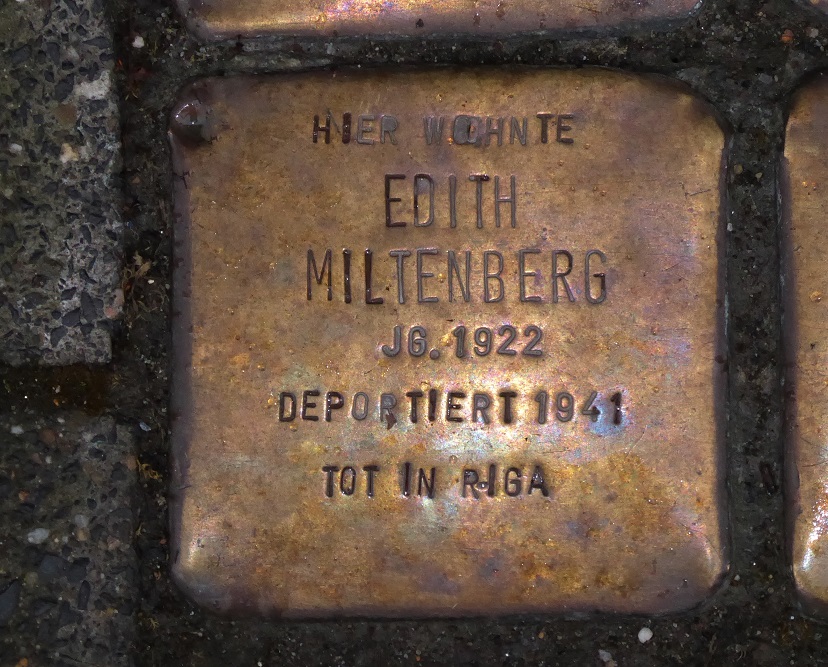 HIER WOHNTE
EDITH
MILTENBERG
JG. 1922
DEPORTIERT 1941
TOT IN RIGA